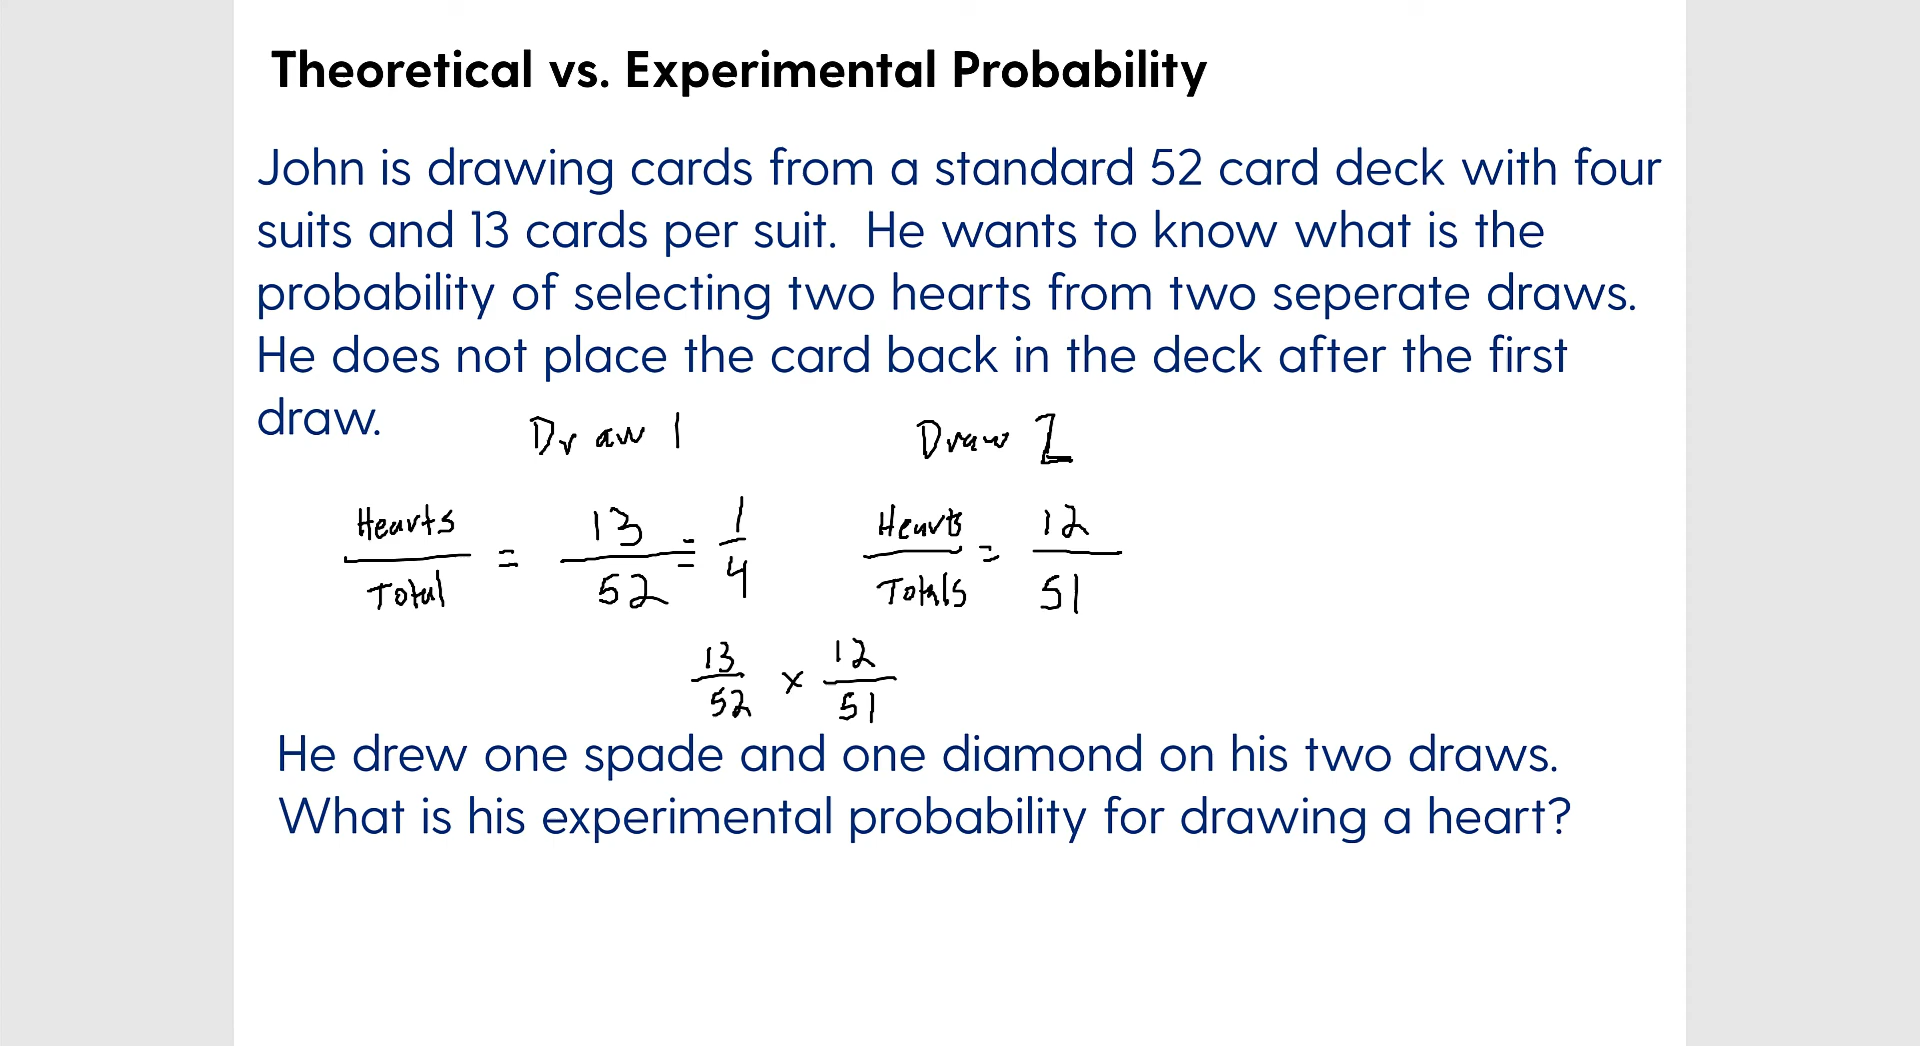 Theoretical vs. Experimental Probability
John is drawing cards from a standard 52 card deck with four
suits and 13 cards per suit. He wants to know what is the
probability of selecting two hearts from two seperate draws.
He does not place the card back in the deck after the first
draw.
Draw 1 Draw 2
Hearts/Total = 13/52 = 1/4 Hearts/Totals = 12/51
13/52 x 12/51
He drew one spade and one diamond on his two draws.
What is his experimental probability for drawing a heart?